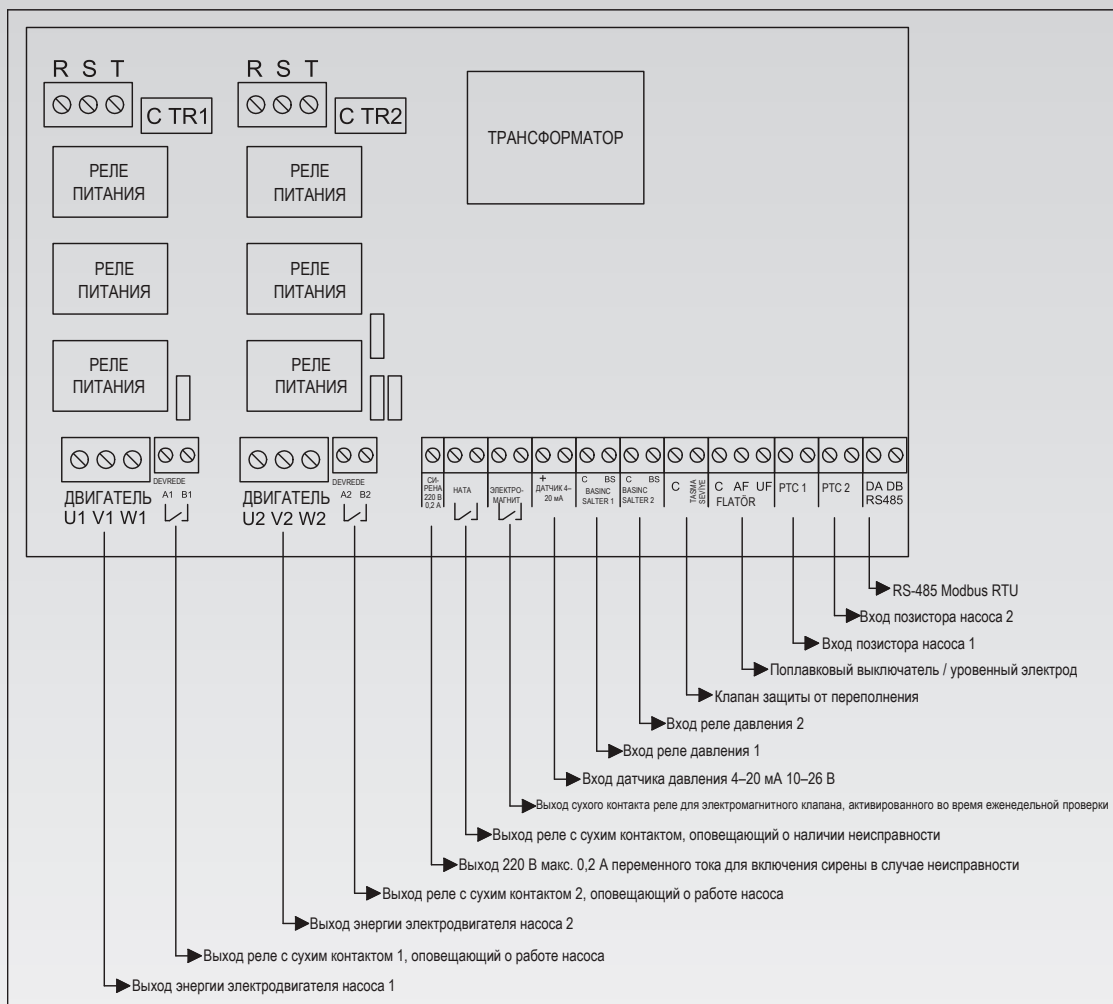 R S T
R S T
C TR1
C TR2
ТРАНСФОРМАТОР
РЕЛЕ
ПИТАНИЯ
РЕЛЕ
ПИТАНИЯ
РЕЛЕ
ПИТАНИЯ
РЕЛЕ
ПИТАНИЯ
РЕЛЕ
ПИТАНИЯ
РЕЛЕ
ПИТАНИЯ
ДВИГАТЕЛЬ
U1 V1 W1
DEVREDE
A1 B1
ДВИГАТЕЛЬ
U2 V2 W2
DEVREDE
A2 B2
СИ-
РЕНА
220 В
0,2 А
HATA
ЭЛЕКТРО-
МАГНИТ
+
ДАТЧИК 4–
20 мА
C BS
BASINC
SALTER 1
C BS
BASINC
SALTER 2
C
TASMA
SEVIYE
C AF UF
FLATÖR
PTC 1
PTC 2
DA DB
RS485
RS-485 Modbus RTU
Вход позистора насоса 2
Вход позистора насоса 1
Поплавковый выключатель / уровенный электрод
Клапан защиты от переполнения
Вход реле давления 2
Вход реле давления 1
Вход датчика давления 4–20 мА 10–26 В
Выход сухого контакта реле для электромагнитного клапана, активированного во время еженедельной проверки
Выход реле с сухим контактом, оповещающий о наличии неисправности
Выход 220 В макс. 0,2 А переменного тока для включения сирены в случае неисправности
Выход реле с сухим контактом 2, оповещающий о работе насоса
Выход энергии электродвигателя насоса 2
Выход реле с сухим контактом 1, оповещающий о работе насоса
Выход энергии электродвигателя насоса 1